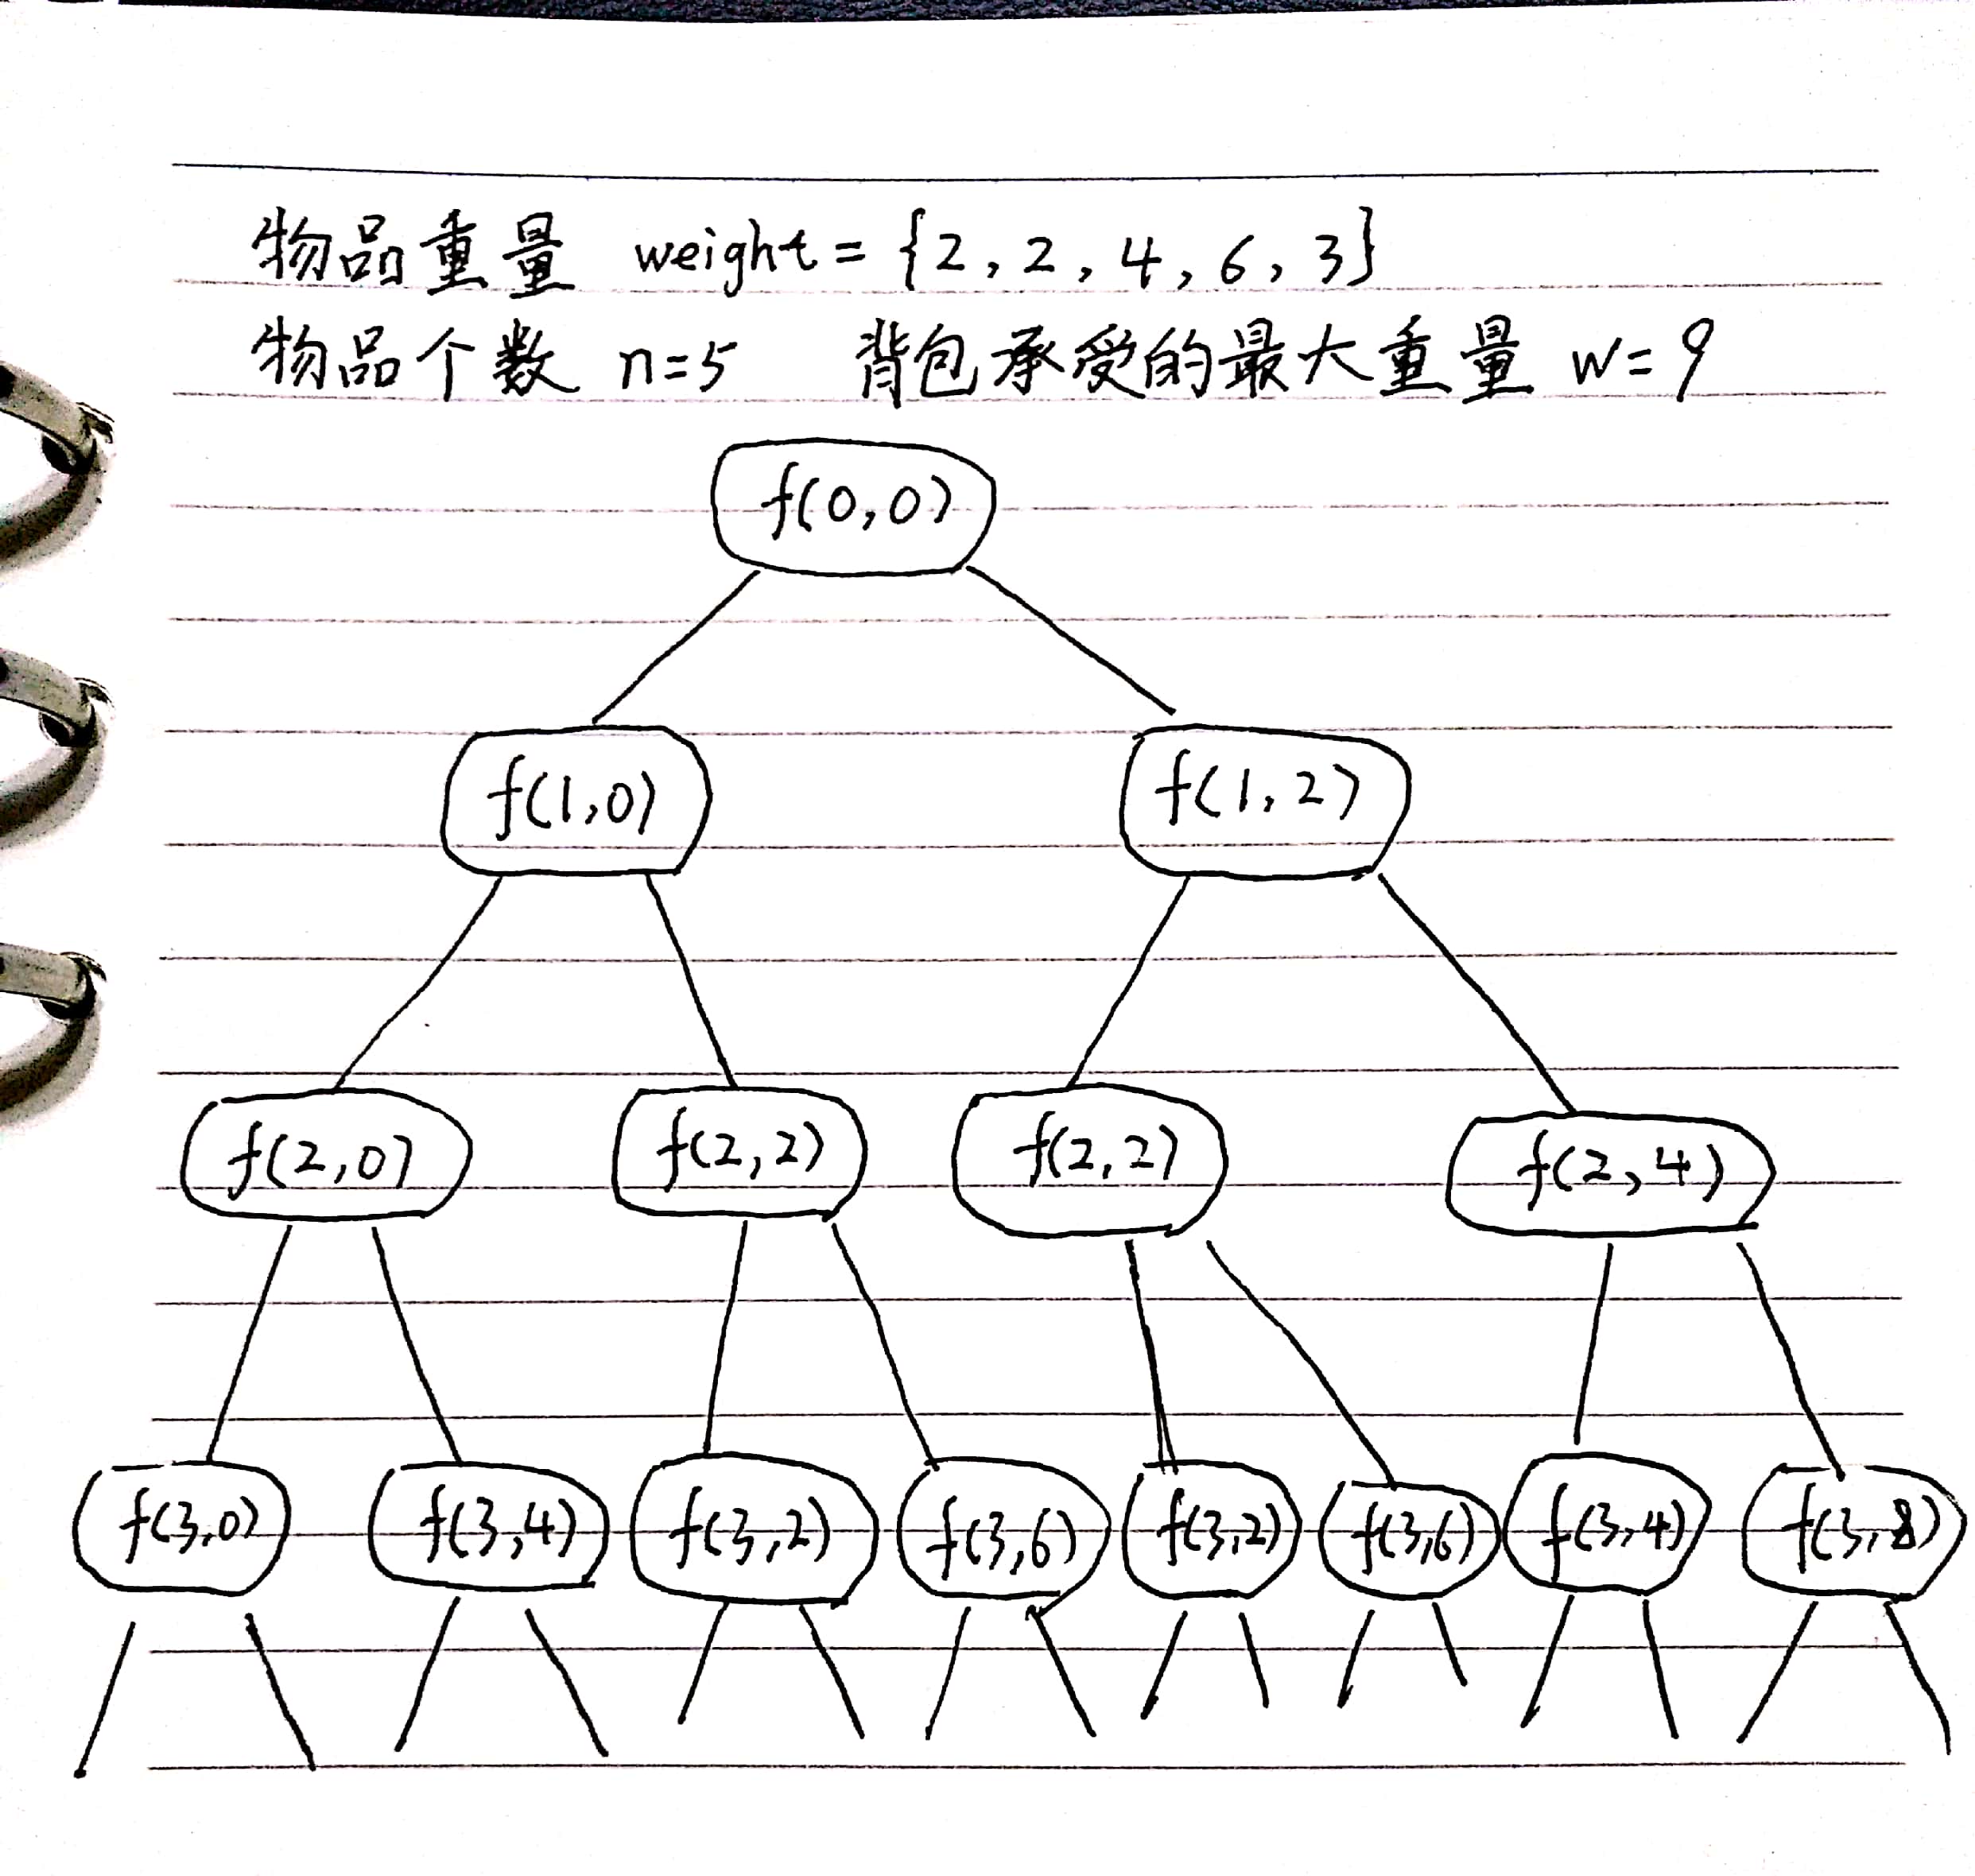 物品重量 weight = {2, 2, 4, 6, 3}
物品个数 n=5 背包承受的最大重量 w=9
f(0,0)
f(1,0) f(1,2)
f(2,0) f(2,2) f(2,2) f(2,4)
f(3,0) f(3,4) f(3,2) f(3,6) f(3,2) f(3,6) f(3,4) f(3,8)